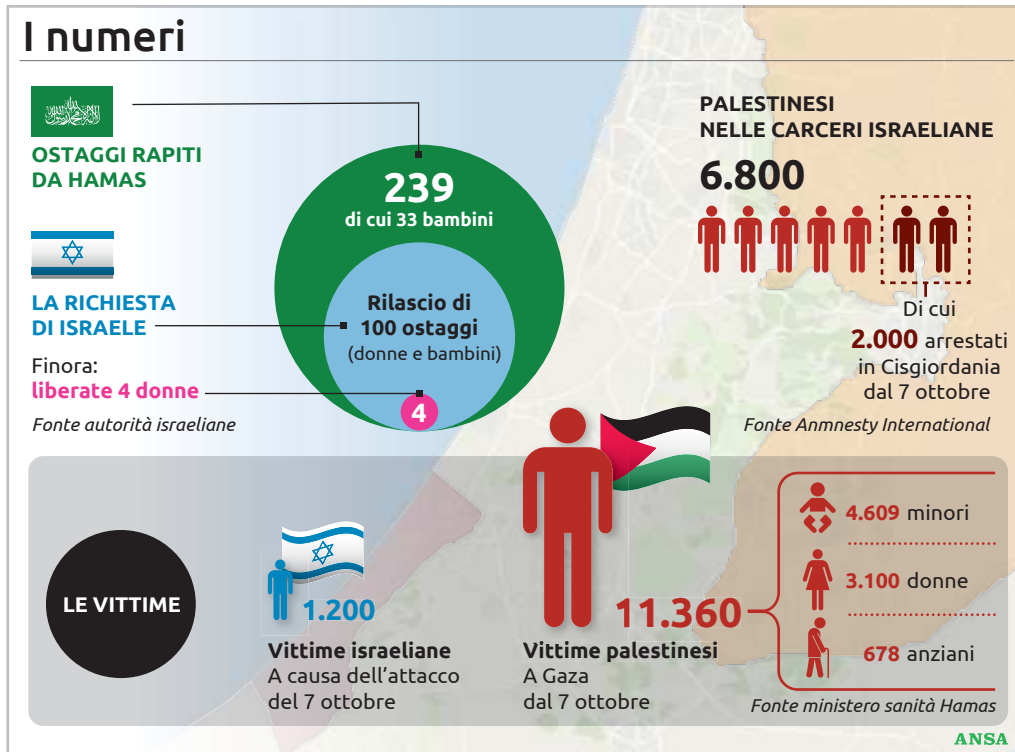 I numeri
OSTAGGI RAPITI
DA HAMAS
239
di cui 33 bambini
LA RICHIESTA
DI ISRAELE
Rilascio di
100 ostaggi
(donne e bambini)
Finora:
liberate 4 donne
4
Fonte autorità israeliane
PALESTINESI
NELLE CARCERI ISRAELIANE
6.800
Di cui
2.000 arrestati
in Cisgiordania
dal 7 ottobre
Fonte Anmnesty International
LE VITTIME
1.200
Vittime israeliane
A causa dell'attacco
del 7 ottobre
11.360
Vittime palestinesi
A Gaza
dal 7 ottobre
4.609 minori
3.100 donne
678 anziani
Fonte ministero sanità Hamas
ANSA